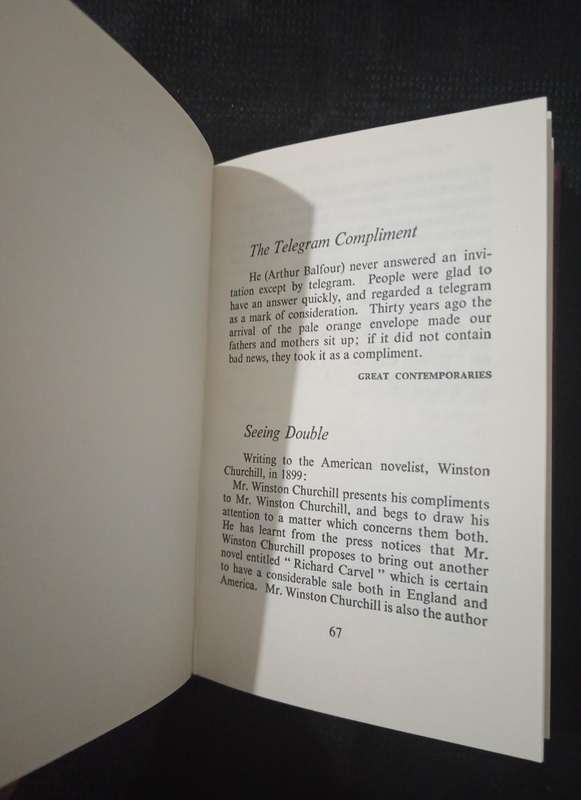 The Telegram Compliment
He (Arthur Balfour) never answered an invi-
tation except by telegram. People were glad to
have an answer quickly, and regarded a telegram
as a mark of consideration. Thirty years ago the
arrival of the pale orange envelope made our
fathers and mothers sit up; if it did not contain
bad news, they took it as a compliment.
GREAT CONTEMPORARIES
Seeing Double
Writing to the American novelist, Winston
Churchill, in 1899:
Mr. Winston Churchill presents his compliments
to Mr. Winston Churchill, and begs to draw his
attention to a matter which concerns them both.
He has learnt from the press notices that Mr.
Winston Churchill proposes to bring out another
novel entitled “ Richard Carvel ” which is certain
to have a considerable sale both in England and
America. Mr. Winston Churchill is also the author
67